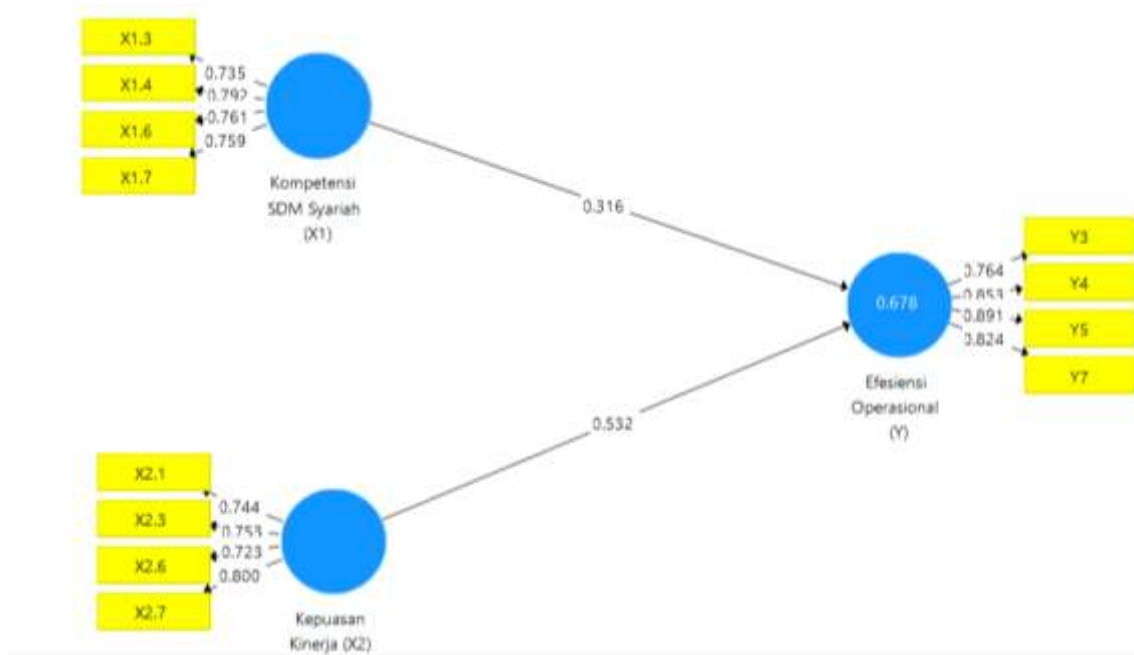 X1.3
X1.4
X1.6
X1.7
0.735
0.792
0.761
0.759
Kompetensi
SDM Syariah
(X1)
0.316
0.678
Efesiensi
Operasional
(Y)
0.764
0.853
0.891
0.824
Y3
Y4
Y5
Y7
0.532
X2.1
X2.3
X2.6
X2.7
0.744
0.753
0.723
0.800
Kepuasan
Kinerja (X2)